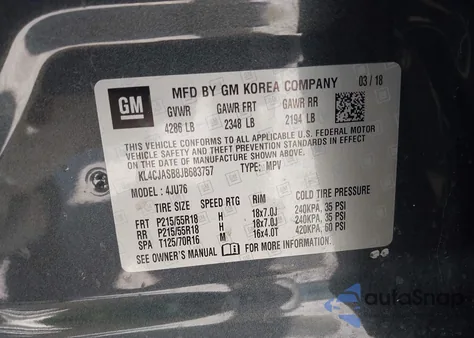 GM
MFD BY GM KOREA COMPANY 03 / 18
GVWR GAWR FRT GAWR RR
4286 LB 2348 LB 2194 LB
THIS VEHICLE CONFORMS TO ALL APPLICABLE U.S. FEDERAL MOTOR
VEHICLE SAFETY AND THEFT PREVENTION STANDARDS IN
EFFECT ON THE DATE OF MANUFACTURE SHOWN ABOVE.
KL4CJASB8JB683757 TYPE: MPV
MODEL: 4JU76
TIRE SIZE SPEED RTG RIM COLD TIRE PRESSURE
FRT P215/55R18 H 18x7.0J 240KPA, 35 PSI
RR P215/55R18 H 18x7.0J 240KPA, 35 PSI
SPA T125/70R16 M 16x4.0T 420KPA, 60 PSI
SEE OWNER'S MANUAL FOR MORE INFORMATION
autoSnap